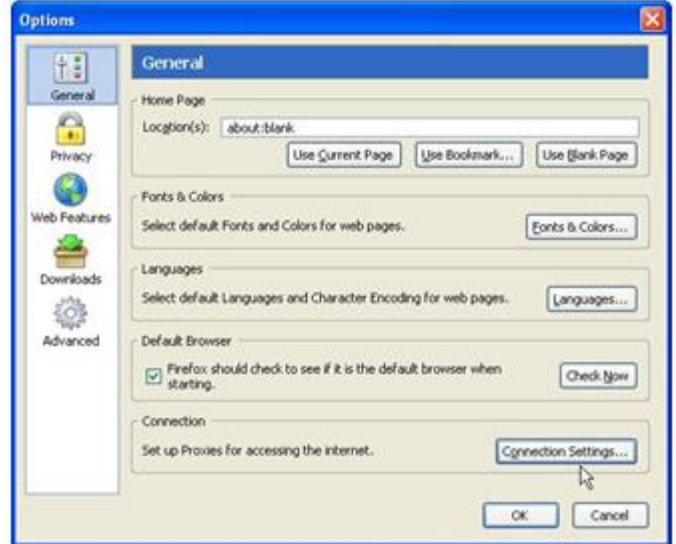 Options
General
Privacy
Web Features
Downloads
Advanced
General
Home Page
Location(s): about:blank
Use Current Page Use Bookmark... Use Blank Page
Fonts & Colors
Select default Fonts and Colors for web pages. Fonts & Colors...
Languages
Select default Languages and Character Encoding for web pages. Languages...
Default Browser
Firefox should check to see if it is the default browser when
starting.
Check Now
Connection
Set up Proxies for accessing the internet. Connection Settings...
OK Cancel